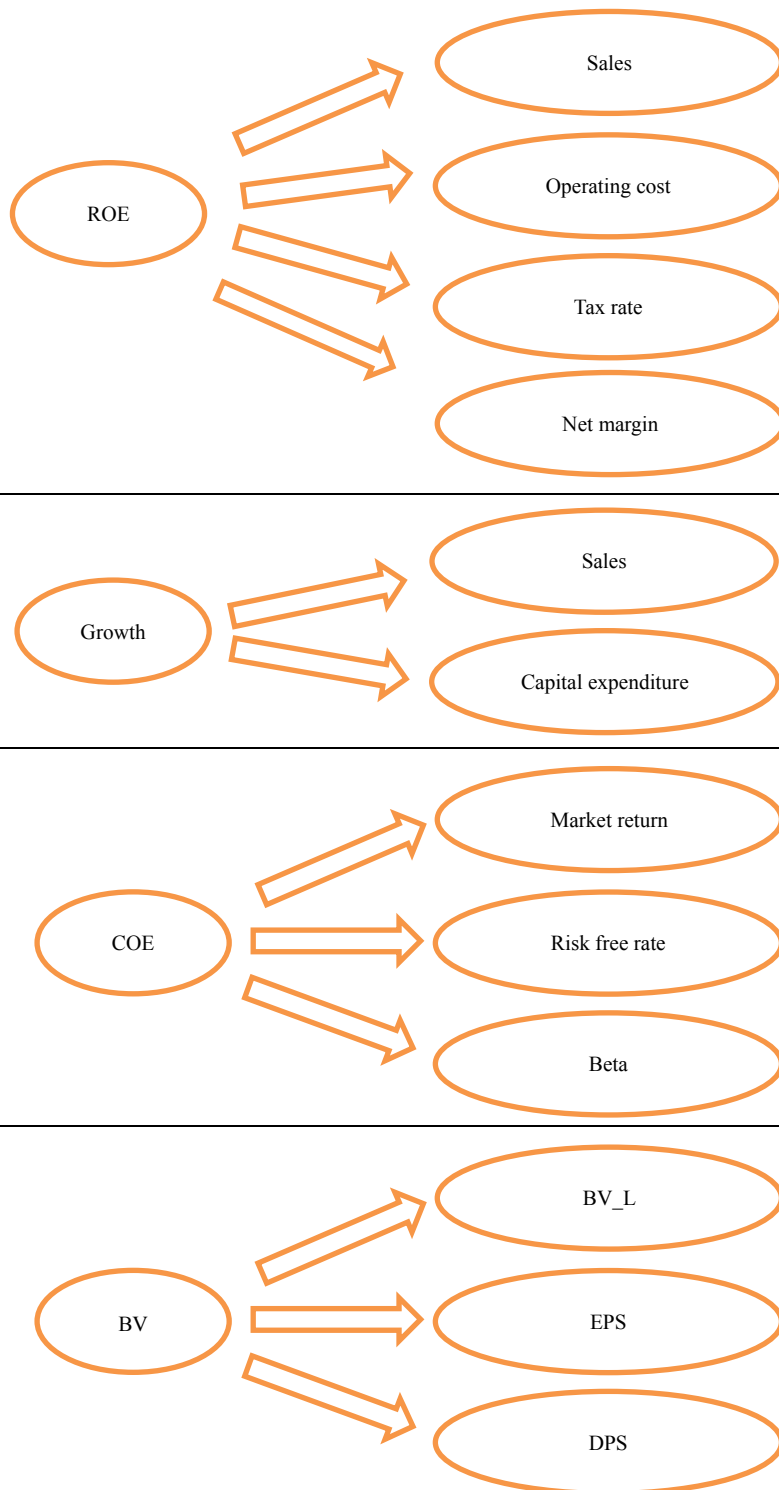 ROE
Sales
Operating cost
Tax rate
Net margin
Growth
Sales
Capital expenditure
COE
Market return
Risk free rate
Beta
BV
BV_L
EPS
DPS